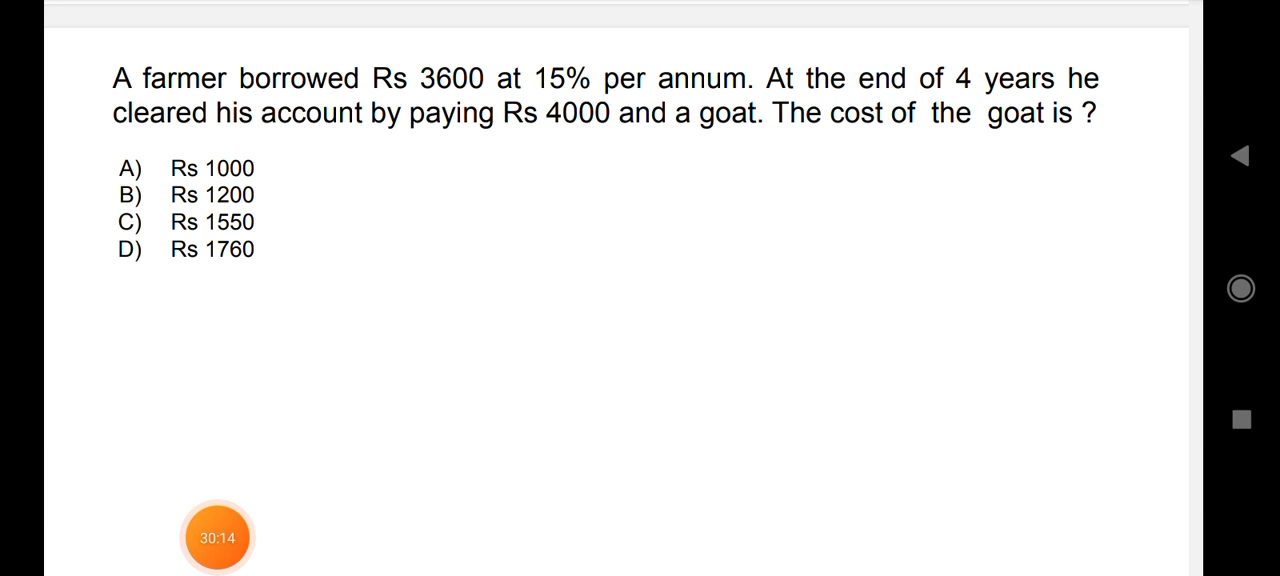 A farmer borrowed Rs 3600 at 15% per annum. At the end of 4 years he
cleared his account by paying Rs 4000 and a goat. The cost of the goat is ?
A) Rs 1000
B) Rs 1200
C) Rs 1550
D) Rs 1760
30:14